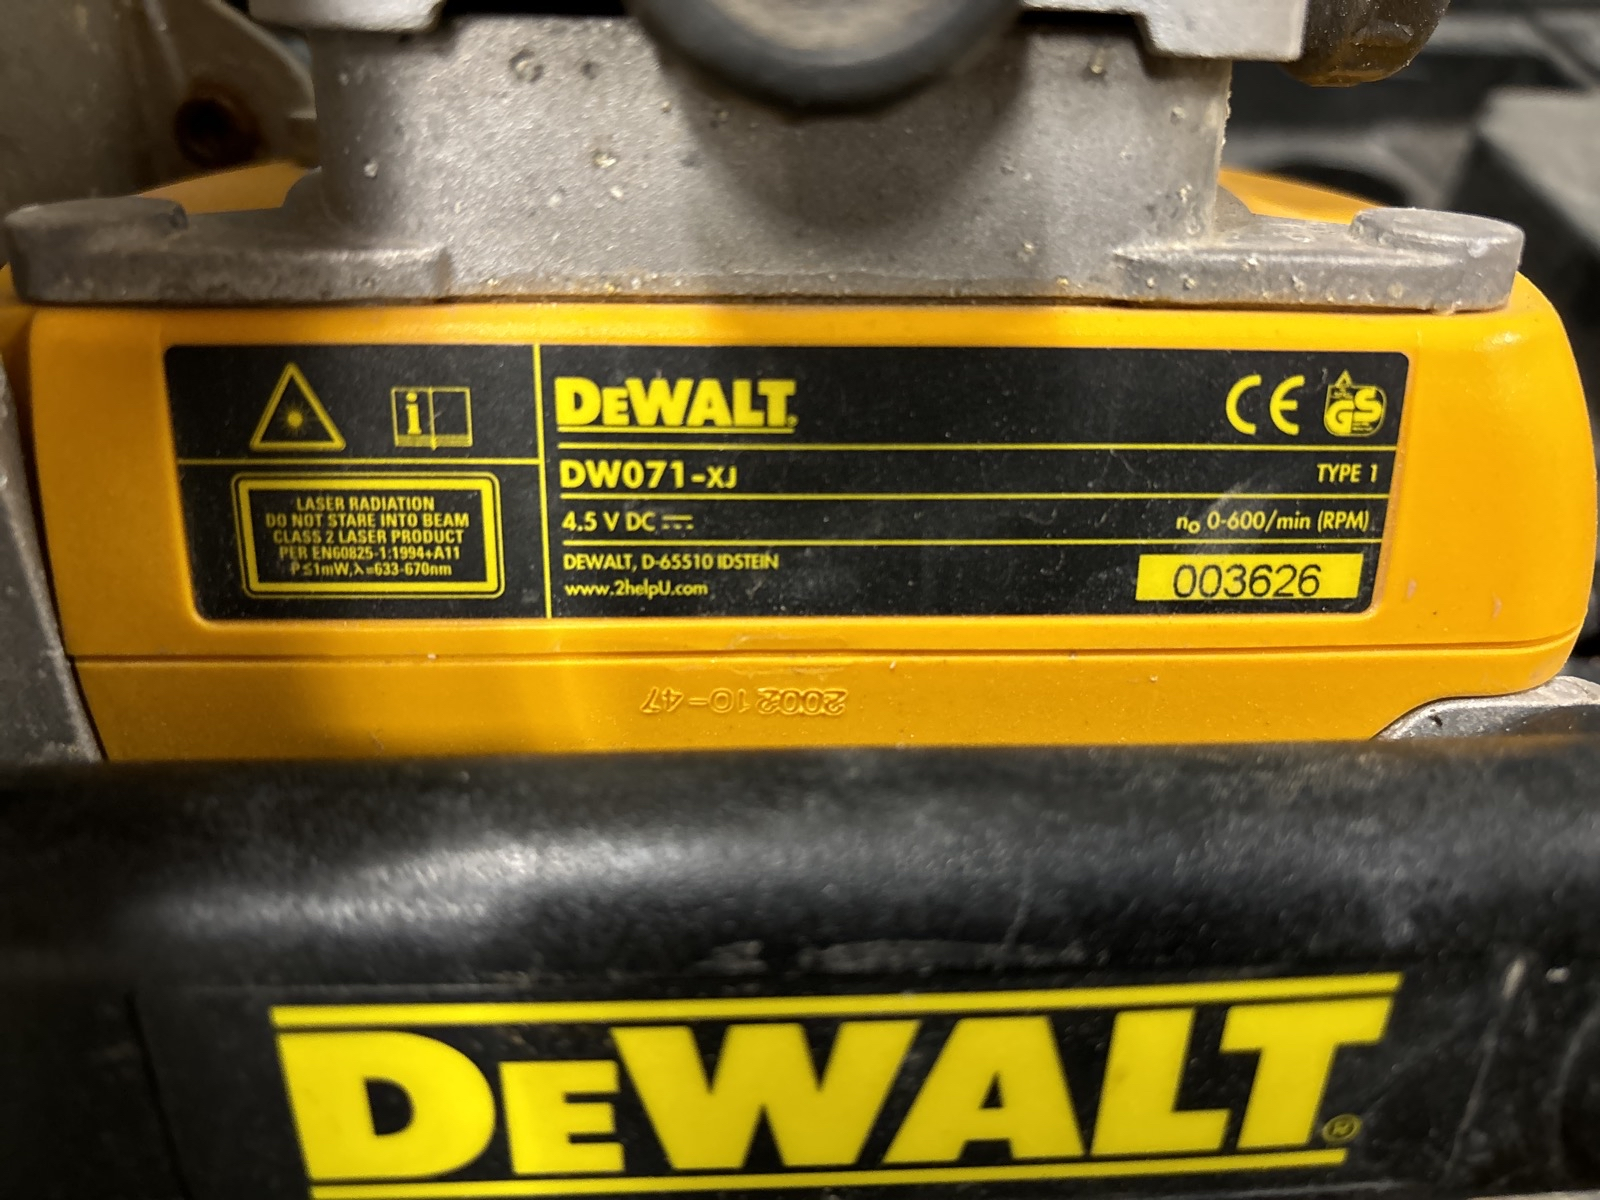 LASER RADIATION
DO NOT STARE INTO BEAM
CLASS 2 LASER PRODUCT
PER EN60825-1:1994+A11
P≤1mW,λ=633-670nm
DEWALT
CE GS
DW071-XJ TYPE 1
4.5 V DC n₀ 0-600/min (RPM)
DEWALT, D-65510 IDSTEIN
www.2helpU.com
003626
2002 10-47
DEWALT®